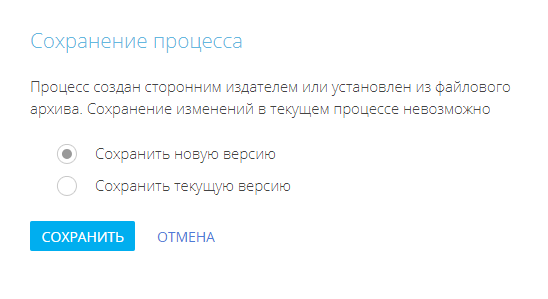 Сохранение процесса
Процесс создан сторонним издателем или установлен из файлового
архива. Сохранение изменений в текущем процессе невозможно
Сохранить новую версию
Сохранить текущую версию
СОХРАНИТЬ ОТМЕНА